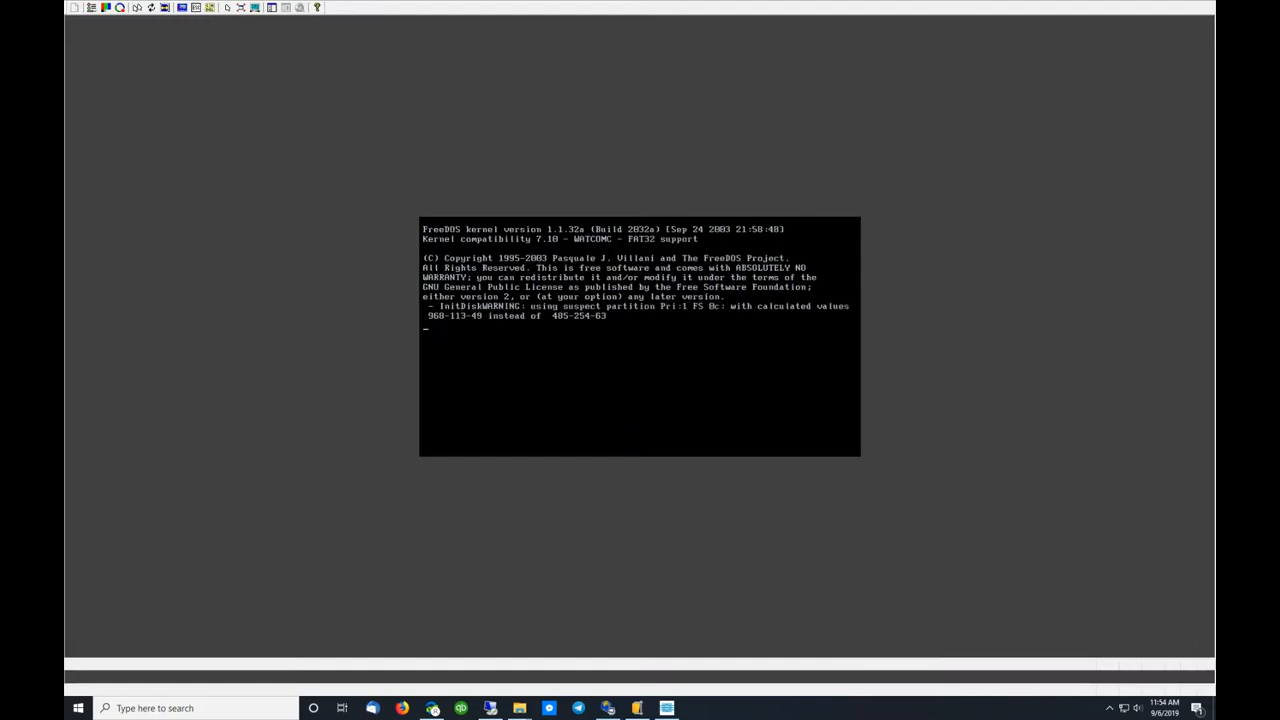 FreeDOS kernel version 1.1.32a (Build 2032a) [Sep 24 2003 21:58:40]
Kernel compatibility 7.10 - WATCOMC - FAT32 support
(C) Copyright 1995-2003 Pasquale J. Villani and The FreeDOS Project.
All Rights Reserved. This is free software and comes with ABSOLUTELY NO
WARRANTY; you can redistribute it and/or modify it under the terms of the
GNU General Public License as published by the Free Software Foundation;
either version 2, or (at your option) any later version.
- InitDiskWARNING: using suspect partition Pri:1 FS 0c: with calculated values
968-113-49 instead of 405-254-63
_
Type here to search
11:54 AM
9/6/2019